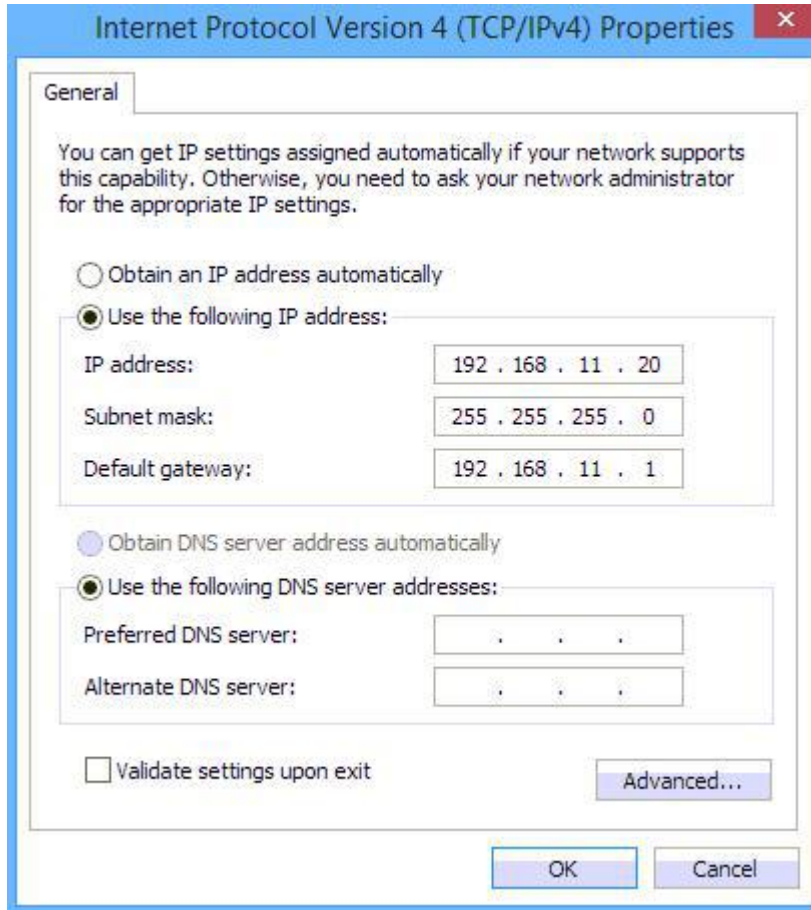 Internet Protocol Version 4 (TCP/IPv4) Properties
General
You can get IP settings assigned automatically if your network supports
this capability. Otherwise, you need to ask your network administrator
for the appropriate IP settings.
Obtain an IP address automatically
Use the following IP address:
IP address: 192 . 168 . 11 . 20
Subnet mask: 255 . 255 . 255 . 0
Default gateway: 192 . 168 . 11 . 1
Obtain DNS server address automatically
Use the following DNS server addresses:
Preferred DNS server: . . .
Alternate DNS server: . . .
Validate settings upon exit
Advanced...
OK Cancel